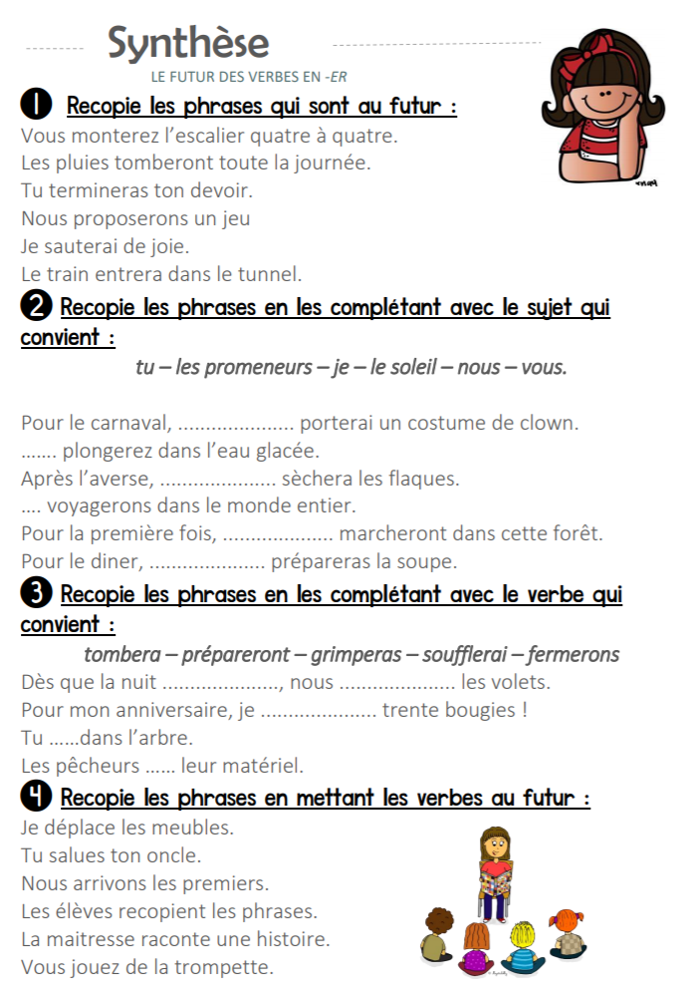 Synthèse
LE FUTUR DES VERBES EN -ER
1 Recopie les phrases qui sont au futur :
Vous monterez l’escalier quatre à quatre.
Les pluies tomberont toute la journée.
Tu termineras ton devoir.
Nous proposerons un jeu
Je sauterai de joie.
Le train entrera dans le tunnel.
2 Recopie les phrases en les complétant avec le sujet qui
convient :
tu – les promeneurs – je – le soleil – nous – vous.
Pour le carnaval, ..................... porterai un costume de clown.
……. plongerez dans l’eau glacée.
Après l’averse, ..................... sèchera les flaques.
…. voyagerons dans le monde entier.
Pour la première fois, .................... marcheront dans cette forêt.
Pour le diner, ..................... prépareras la soupe.
3 Recopie les phrases en les complétant avec le verbe qui
convient :
tombera – prépareront – grimperas – soufflerai – fermerons
Dès que la nuit ....................., nous ..................... les volets.
Pour mon anniversaire, je ..................... trente bougies !
Tu ……dans l’arbre.
Les pêcheurs …… leur matériel.
4 Recopie les phrases en mettant les verbes au futur :
Je déplace les meubles.
Tu salues ton oncle.
Nous arrivons les premiers.
Les élèves recopient les phrases.
La maitresse raconte une histoire.
Vous jouez de la trompette.